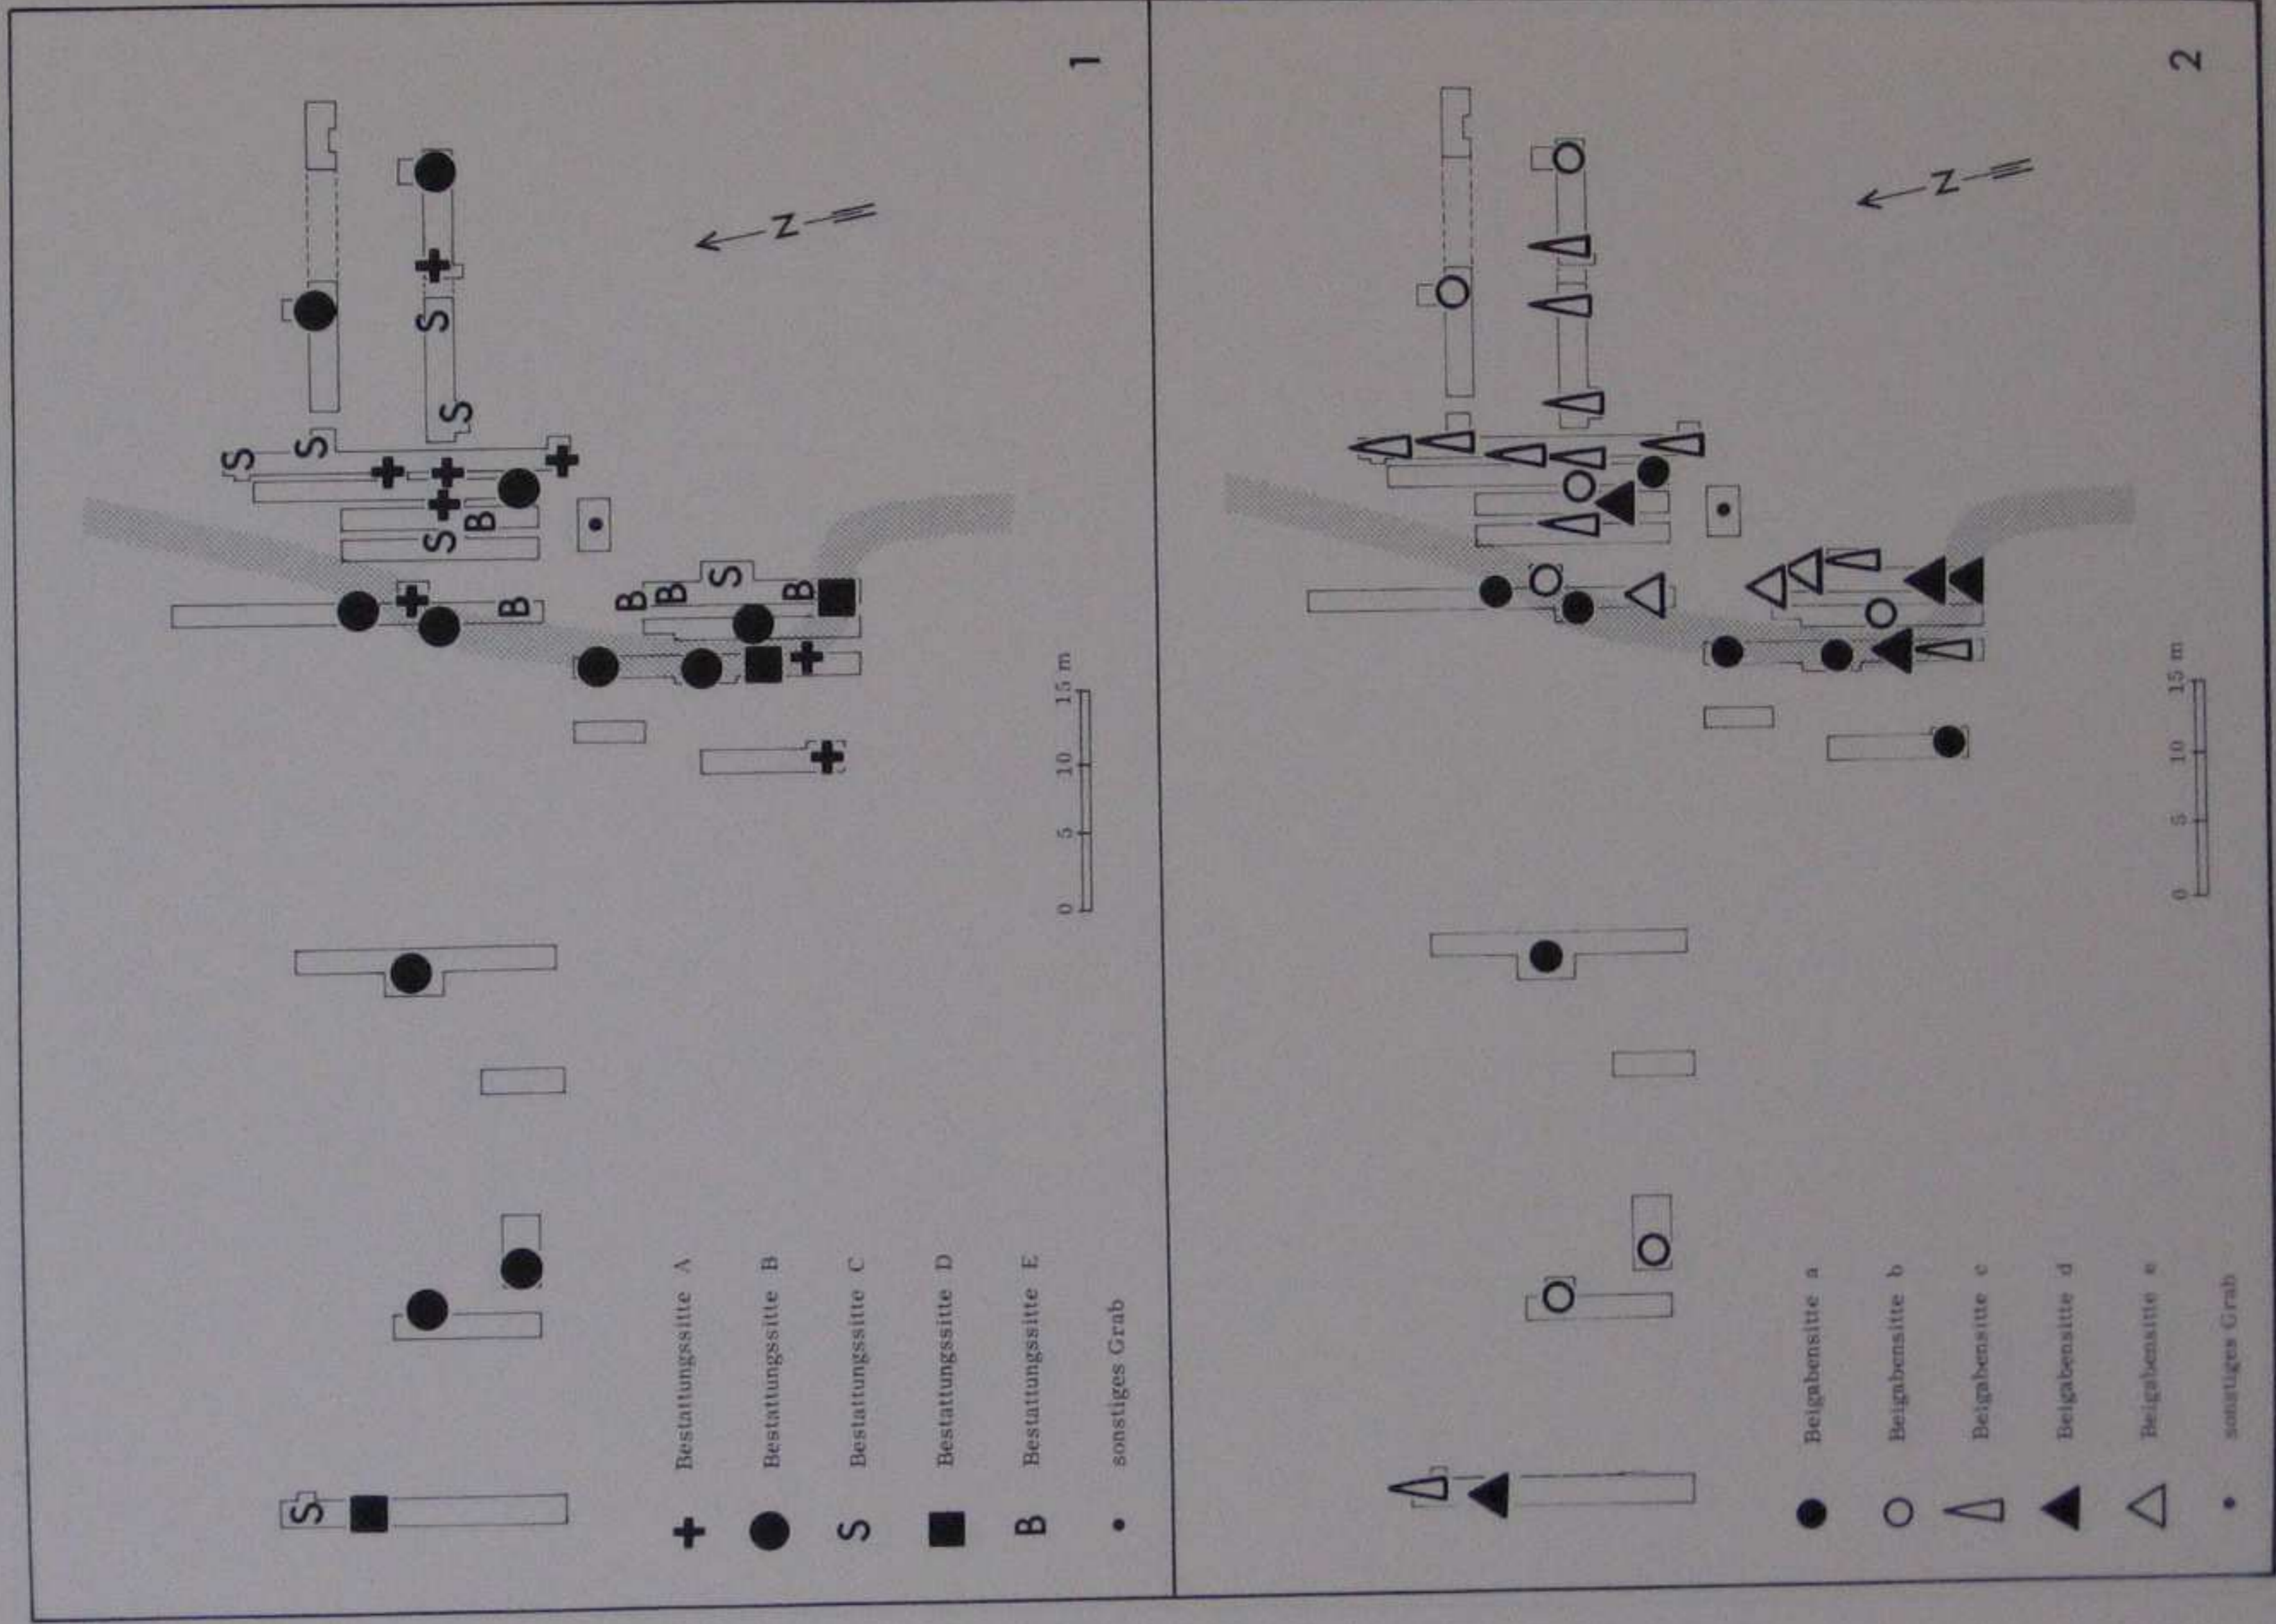 S
S
S
S
S
S
B
B
B
B
S
N
B
Bestattungssitte A
Bestattungssitte B
S Bestattungssitte C
Bestattungssitte D
B Bestattungssitte E
sonstiges Grab
0 5 10 15 m
1
N
Beigabensitte a
Beigabensitte b
Beigabensitte c
Beigabensitte d
Beigabensitte e
sonstiges Grab
0 5 10 15 m
2